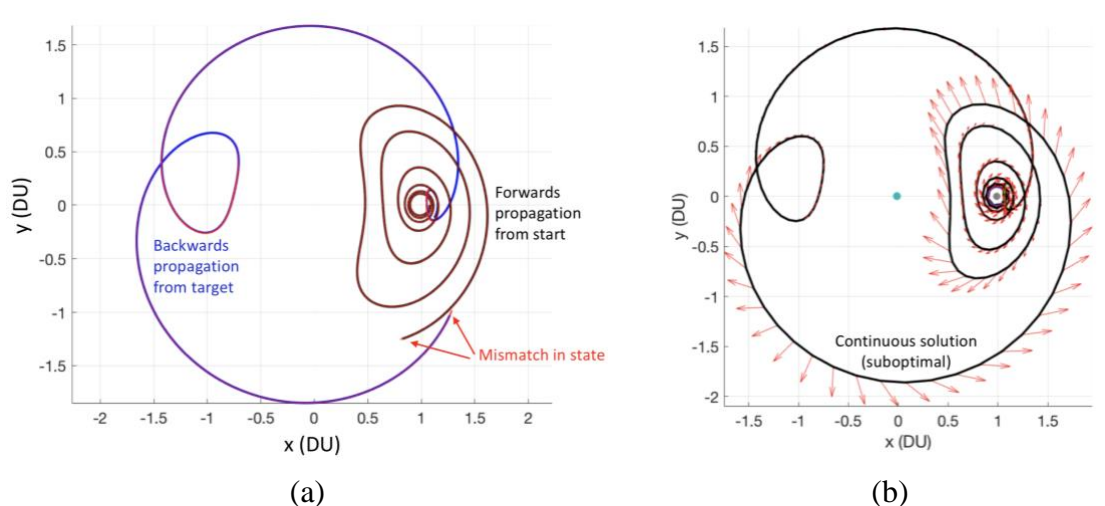 1.5
1
0.5
0
-0.5
-1
-1.5
y (DU)
-2 -1.5 -1 -0.5 0 0.5 1 1.5 2
x (DU)
Backwards
propagation
from target
Forwards
propagation
from start
Mismatch in state
(a)
1.5
1
0.5
0
-0.5
-1
-1.5
-2
y (DU)
-1.5 -1 -0.5 0 0.5 1 1.5
x (DU)
Continuous solution
(suboptimal)
(b)